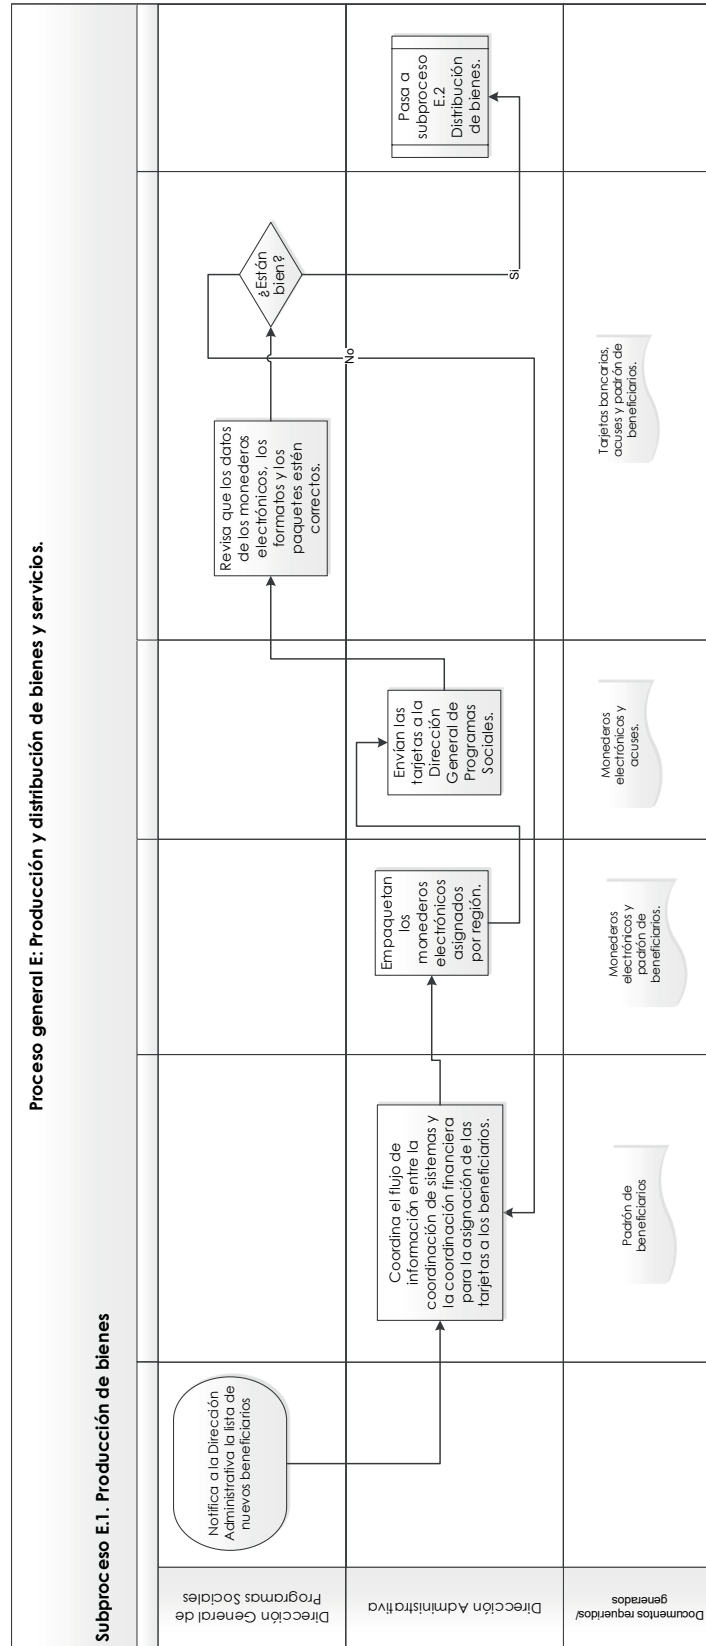 Proceso general E: Producción y distribución de bienes y servicios.
Subproceso E.1. Producción de bienes
Dirección General de
Programas Sociales
Notifica a la Dirección
Administrativa la lista de
nuevos beneficiarios
Revisa que los datos
de los monederos
electrónicos, los
formatos y los
paquetes estén
correctos.
¿Están
bien?
No
Si
Dirección Administrativa
Coordina el flujo de
información entre la
coordinación de sistemas y
la coordinación financiera
para la asignación de las
tarjetas a los beneficiarios.
Empaquetan
los
monederos
electrónicos
asignados
por región.
Envían las
tarjetas a la
Dirección
General de
Programas
Sociales.
Pasa a
subproceso
E.2
Distribución
de bienes.
Documentos requeridos/
generados
Padrón de
beneficiarios
Monederos
electrónicos y
padrón de
beneficiarios.
Monederos
electrónicos y
acuses.
Tarjetas bancarias,
acuses y padrón de
beneficiarios.